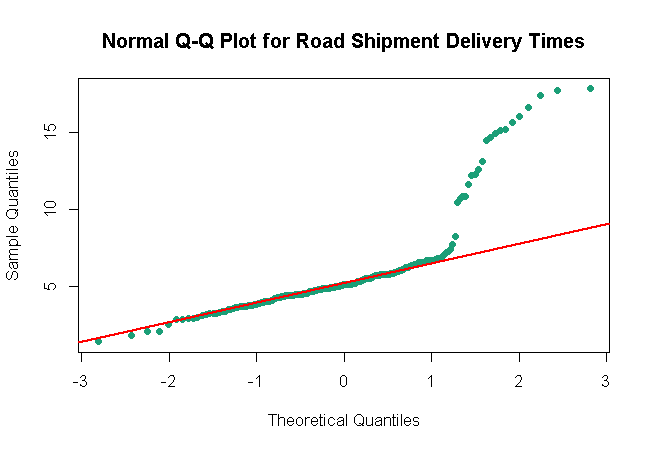 Normal Q-Q Plot for Road Shipment Delivery Times
Sample Quantiles
15
10
5
-3 -2 -1 0 1 2 3
Theoretical Quantiles